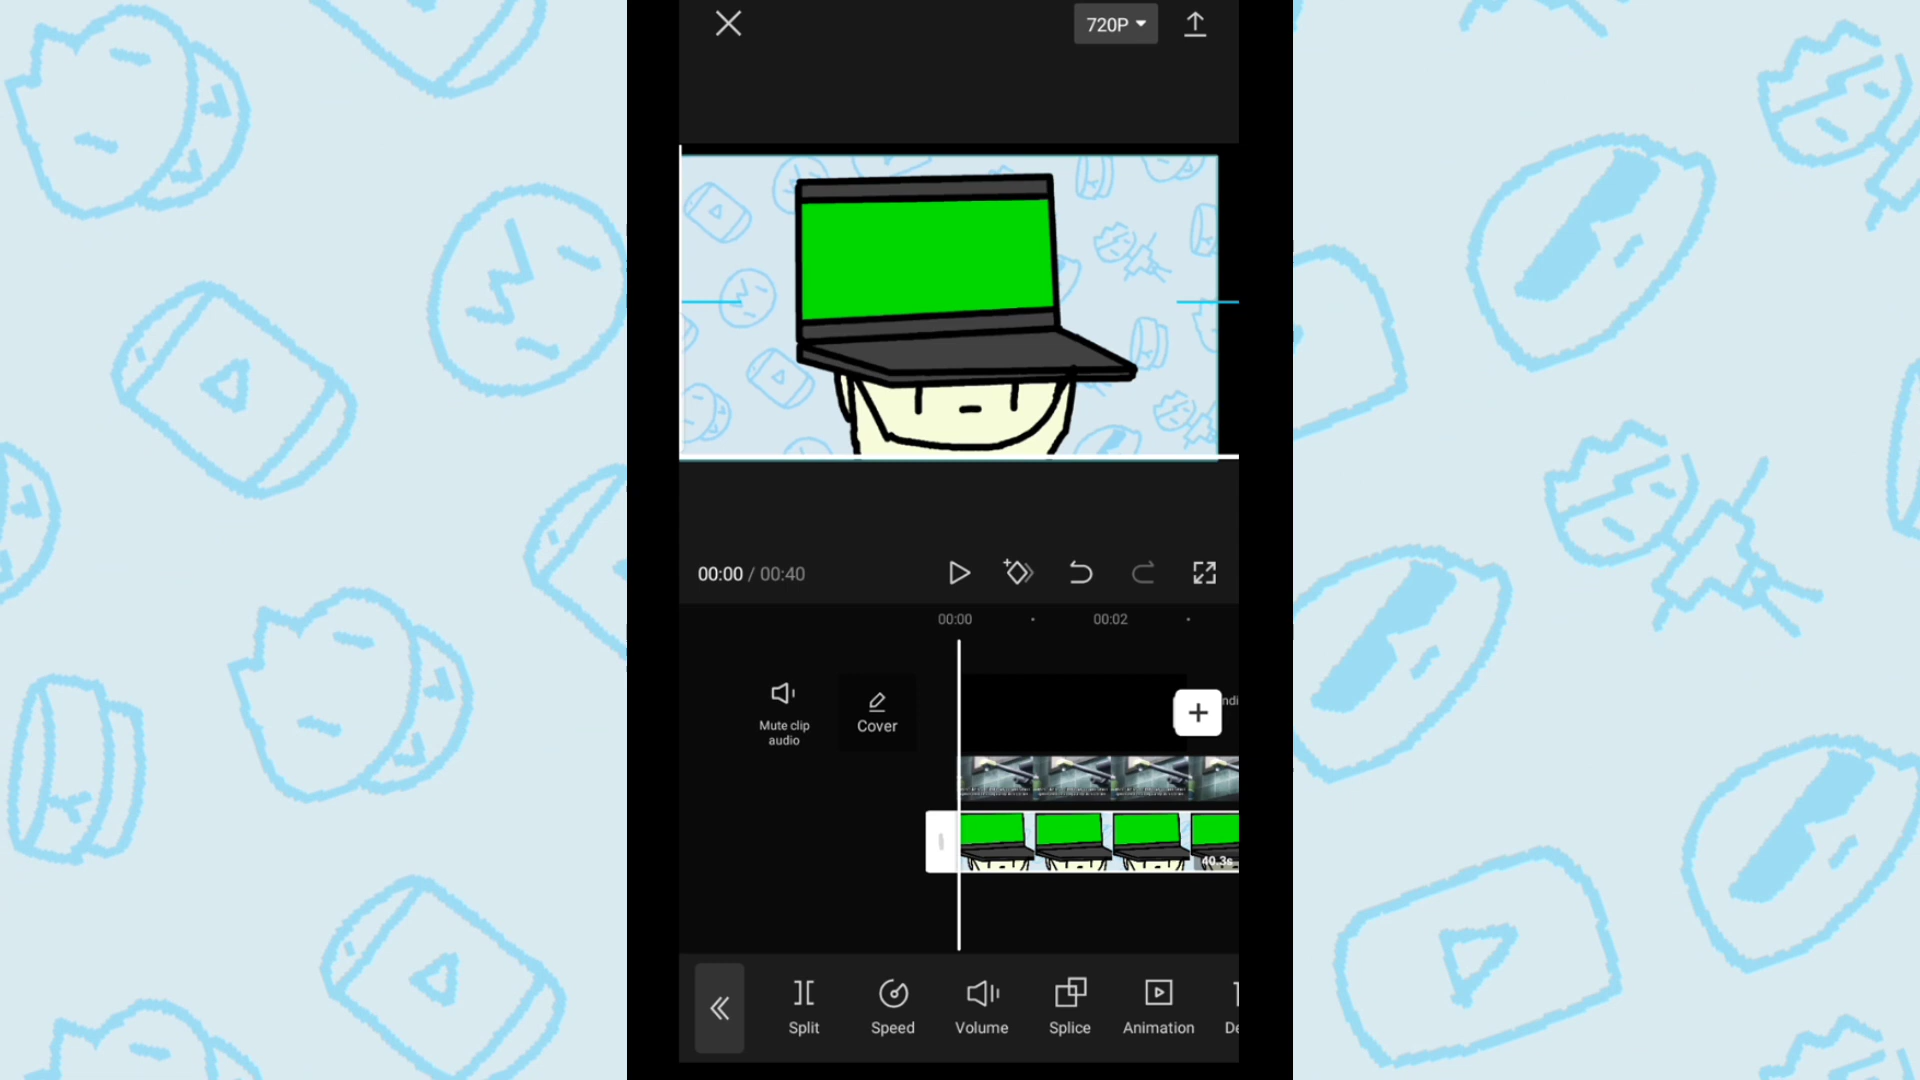 720P
00:00 / 00:40
00:00
00:02
Mute clip
audio
Cover
40.3s
Split
Speed
Volume
Splice
Animation